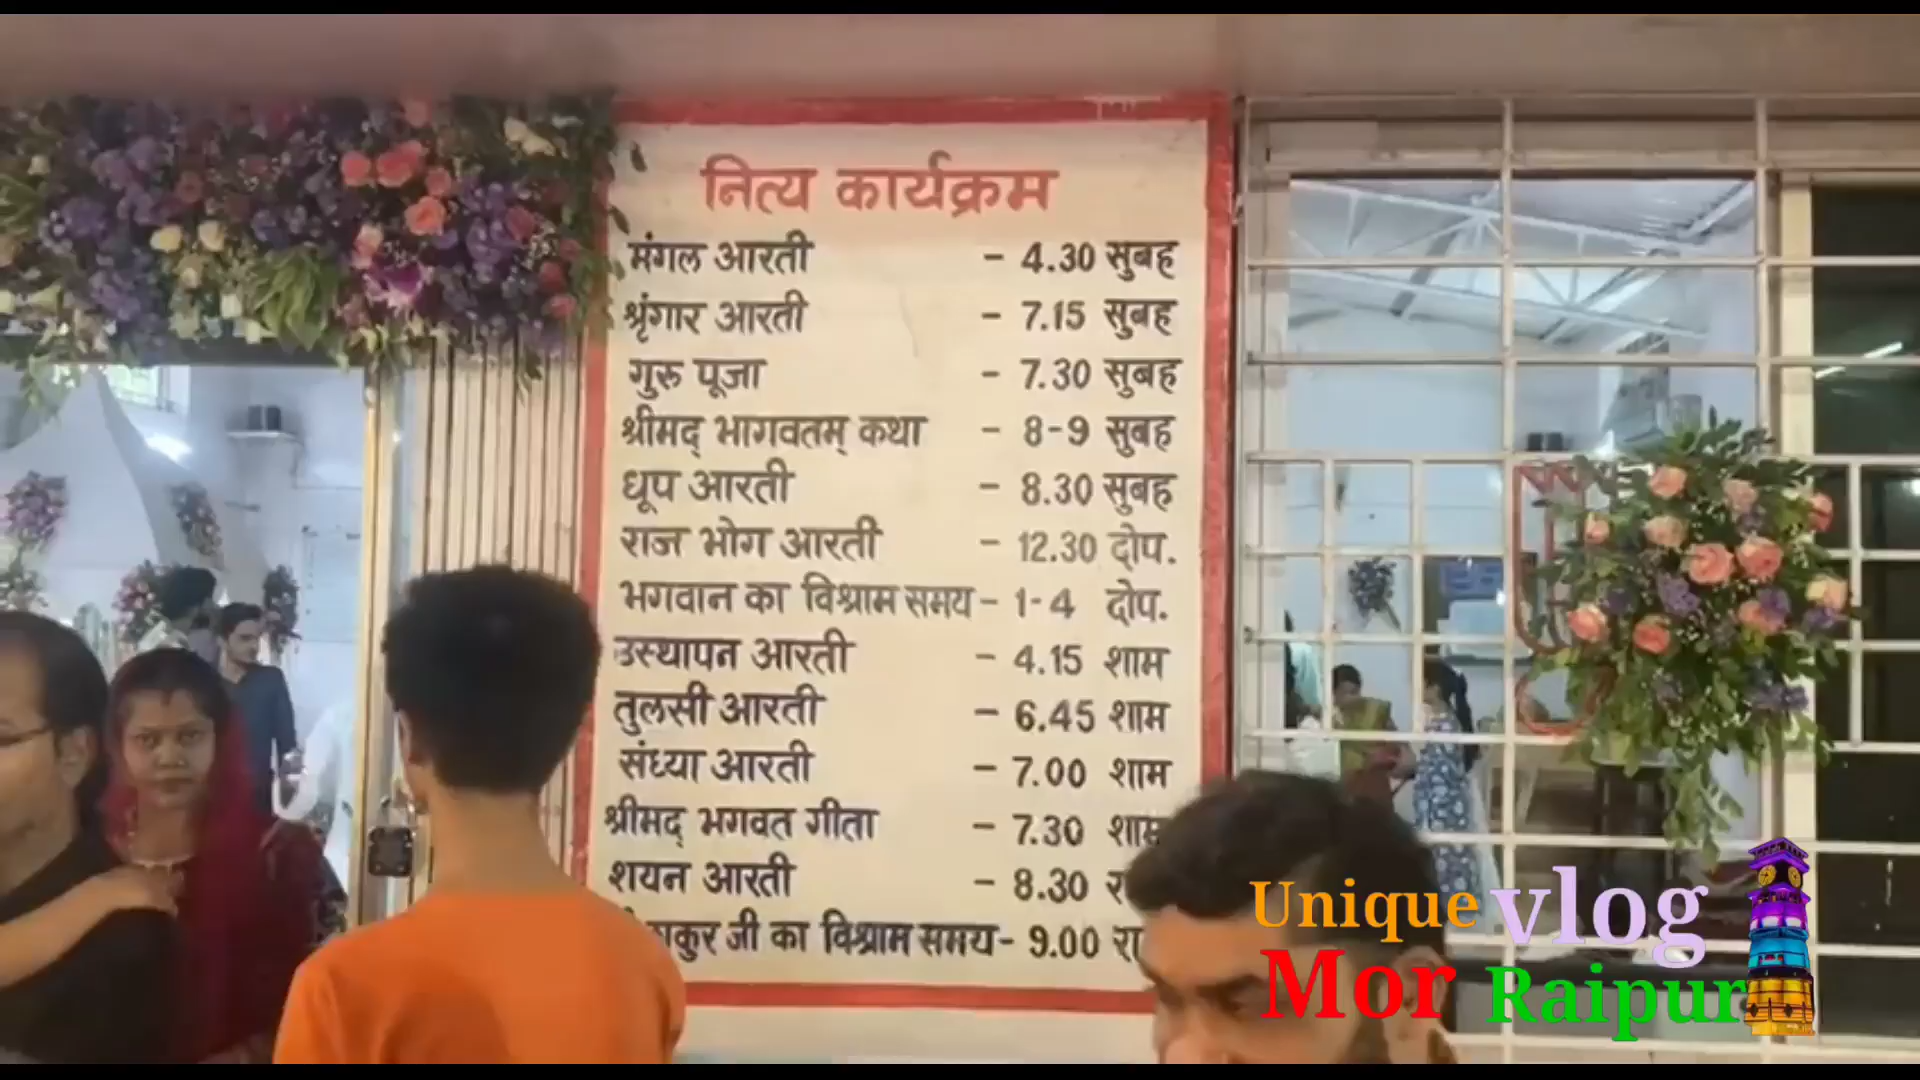 नित्य कार्यक्रम
मंगल आरती - 4.30 सुबह
श्रृंगार आरती - 7.15 सुबह
गुरु पूजा - 7.30 सुबह
श्रीमद् भागवतम् कथा - 8-9 सुबह
धूप आरती - 8.30 सुबह
राज भोग आरती - 12.30 दोप.
भगवान का विश्राम समय - 1-4 दोप.
उस्थापन आरती - 4.15 शाम
तुलसी आरती - 6.45 शाम
संध्या आरती - 7.00 शाम
श्रीमद् भगवत गीता - 7.30 शाम
शयन आरती - 8.30
जी का विश्राम समय - 9.00
Unique vlog
Mor Raipur